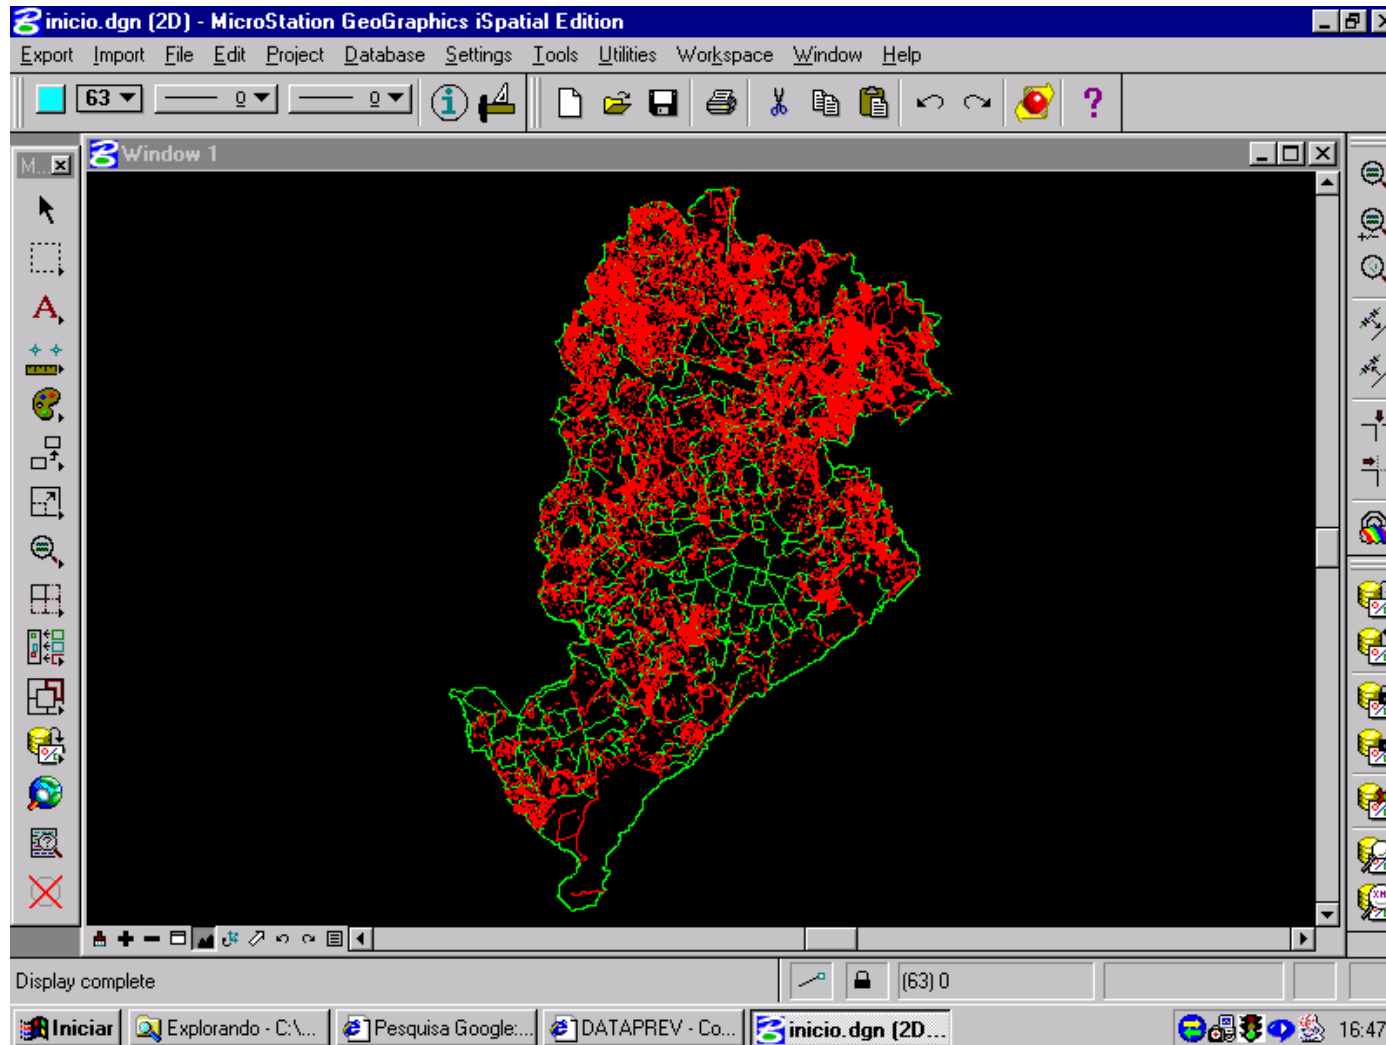 inicio.dgn (2D) - MicroStation GeoGraphics iSpatial Edition
Export Import File Edit Project Database Settings Tools Utilities Workspace Window Help
63 0 0
M...
Window 1
Display complete
(63) 0
Iniciar Explorando - C:\... Pesquisa Google:... DATAPREV - Co... inicio.dgn (2D... 16:47